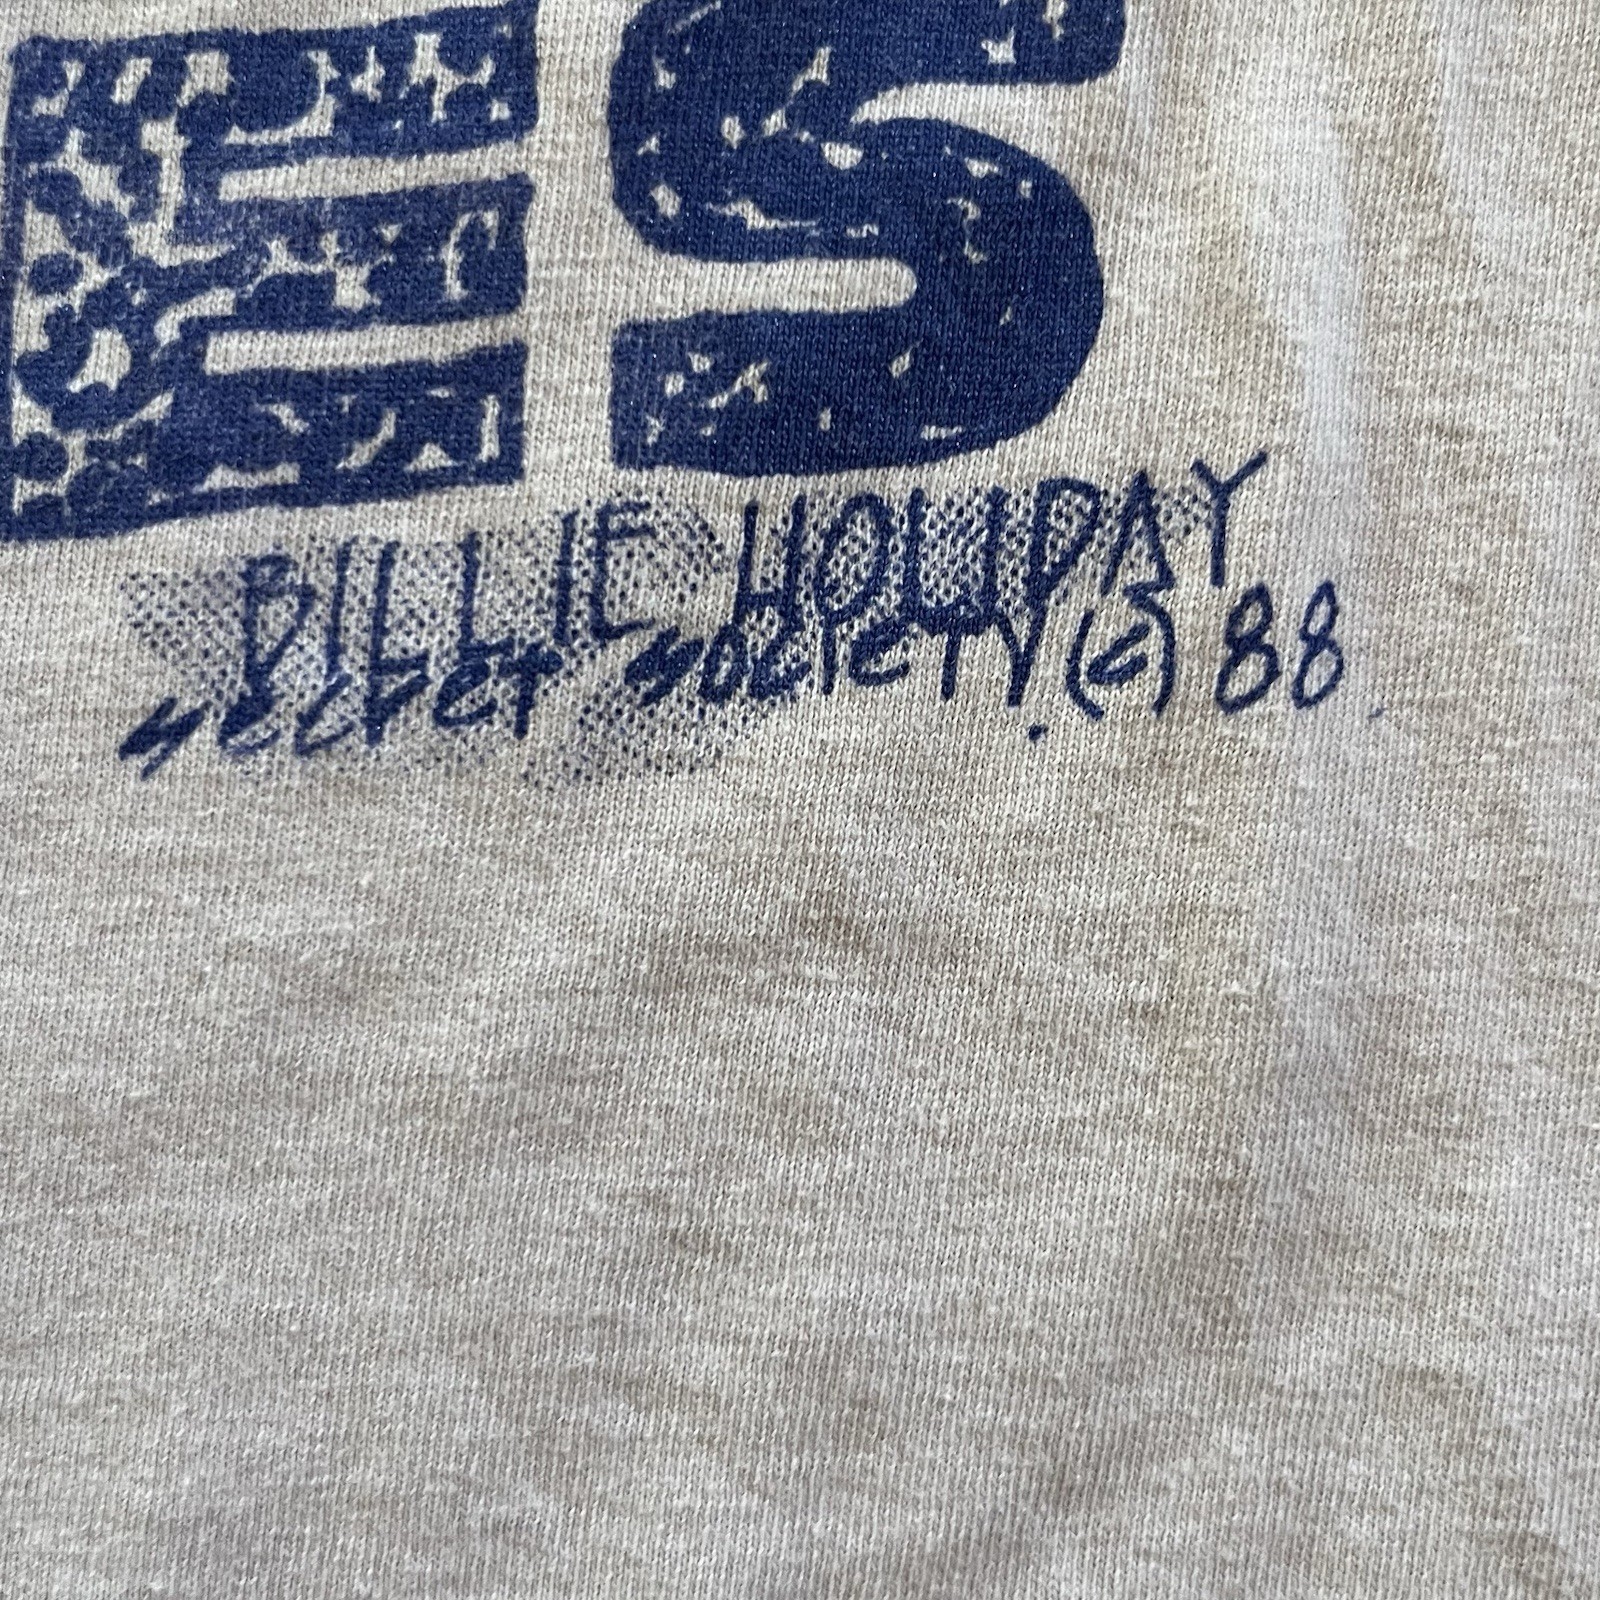 ES
BILLIE HOLIDAY
SECRET SOCIETY. (c) 88